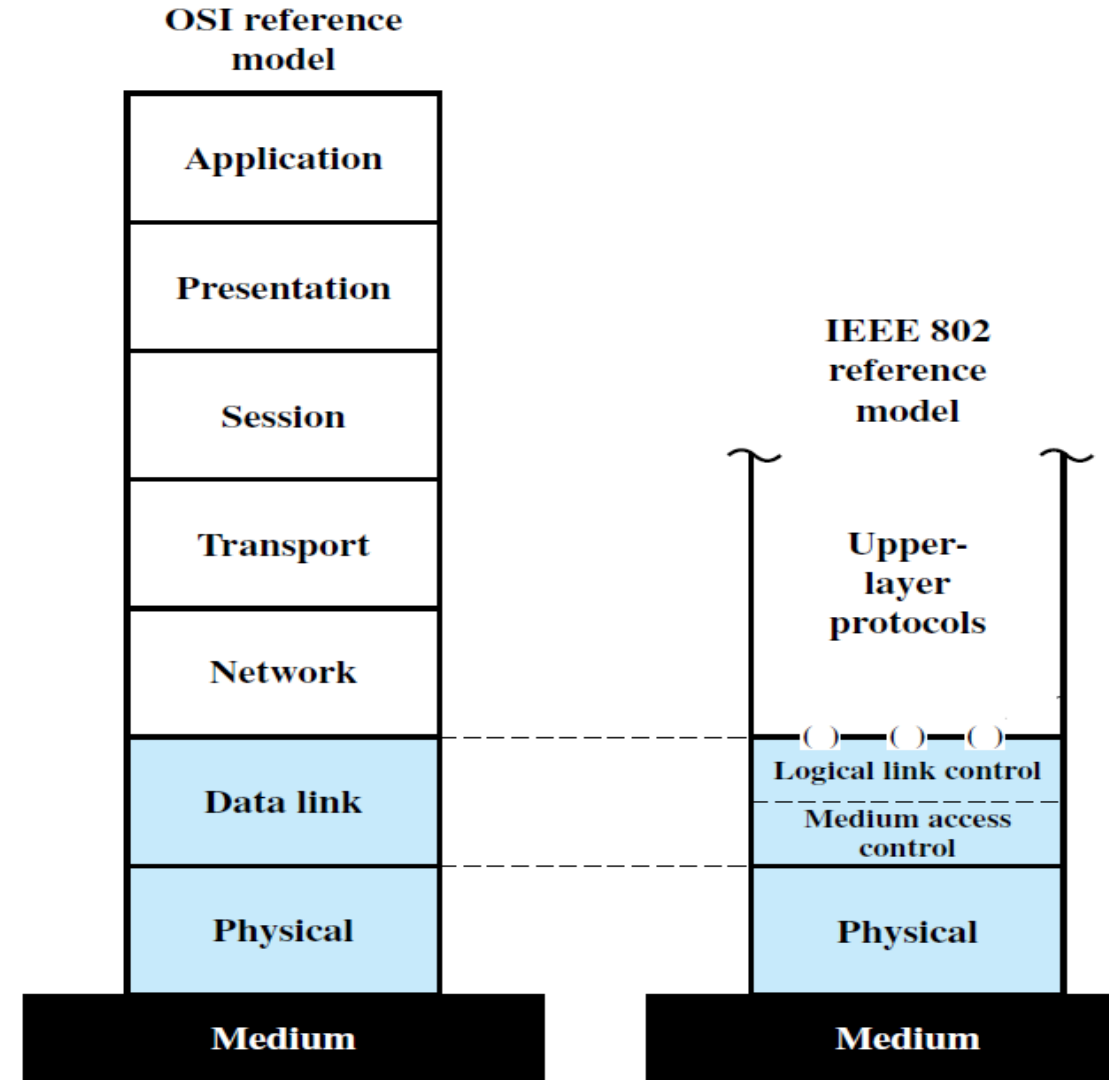 OSI reference
model
Application
Presentation
Session
Transport
Network
Data link
Physical
Medium
IEEE 802
reference
model
Upper-
layer
protocols
( ) ( ) ( )
Logical link control
Medium access
control
Physical
Medium